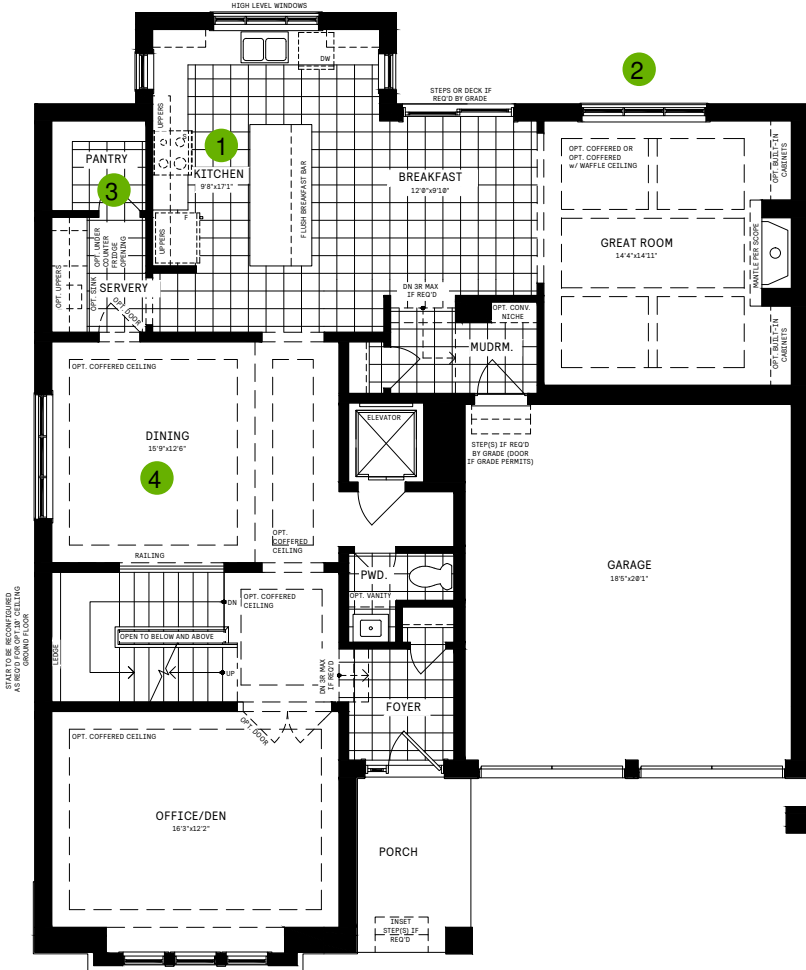 HIGH LEVEL WINDOWS
DW
UPPERS
S
1
KITCHEN
9'8"x17'1"
FLUSH BREAKFAST BAR
F
UPPERS
2
STEPS OR DECK IF
REQ'D BY GRADE
BREAKFAST
12'0"x9'10"
OPT. COFFERED OR
OPT. COFFERED
w/ WAFFLE CEILING
OPT. BUILT-IN
CABINETS
GREAT ROOM
14'4"x14'11"
MANTLE PER SCOPE
OPT. BUILT-IN
CABINETS
PANTRY
3
OPT. UPPERS
OPT. SINK
OPT. UNDER
COUNTER
FRIDGE
OPENING
SERVERY
OPT. DOOR
DN 3R MAX
IF REQ'D
OPT. CONV.
NICHE
MUDRM.
OPT. COFFERED CEILING
DINING
15'9"x12'6"
4
ELEVATOR
STEP(S) IF REQ'D
BY GRADE (DOOR
IF GRADE PERMITS)
OPT.
COFFERED
CEILING
RAILING
GARAGE
18'5"x20'1"
PWD.
OPT. VANITY
STAIR TO BE RECONFIGURED
AS REQ'D FOR OPT.10' CEILING
GROUND FLOOR
LEDGE
DN
OPT. COFFERED
CEILING
OPEN TO BELOW AND ABOVE
UP
DN 3R MAX
IF REQ'D
FOYER
OPT. DOOR
OPT. COFFERED CEILING
OFFICE/DEN
16'3"x12'2"
PORCH
INSET
STEP(S) IF
REQ'D